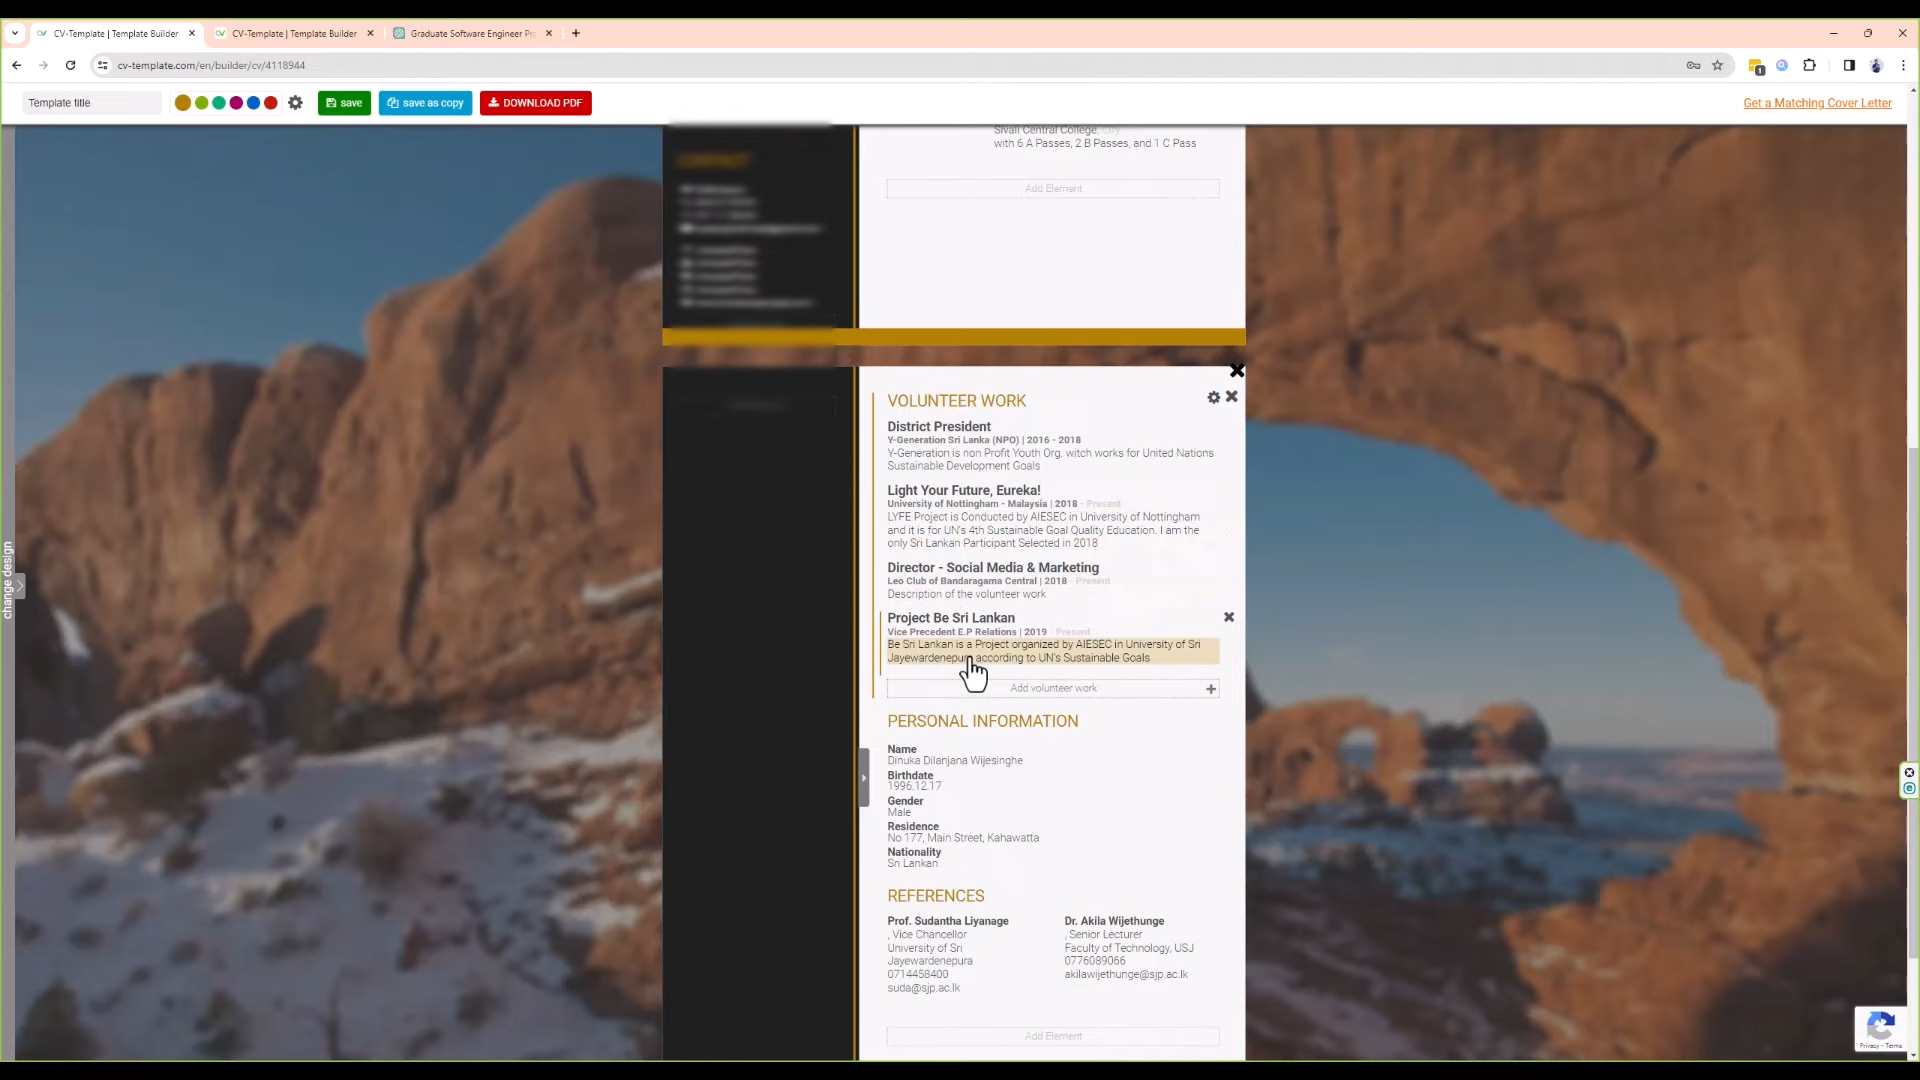 CV-Template | Template Builder
CV-Template | Template Builder
Graduate Software Engineer Pr
cv-template.com/en/builder/cv/4118944
1
Template title
save
save as copy
DOWNLOAD PDF
Get a Matching Cover Letter
Sivali Central College, City
with 6 A Passes, 2 B Passes, and 1 C Pass
CONTACT
Add Element
VOLUNTEER WORK
District President
Y-Generation Sri Lanka (NPO) | 2016 - 2018
Y-Generation is non Profit Youth Org. witch works for United Nations
Sustainable Development Goals
Light Your Future, Eureka!
University of Nottingham - Malaysia | 2018 - Present
LYFE Project is Conducted by AIESEC in University of Nottingham
and it is for UN's 4th Sustainable Goal Quality Education. I am the
only Sri Lankan Participant Selected in 2018
Director - Social Media & Marketing
Leo Club of Bandaragama Central | 2018 - Present
Description of the volunteer work
Project Be Sri Lankan
Vice Precedent E.P Relations | 2019 - Present
Be Sri Lankan is a Project organized by AIESEC in University of Sri
Jayewardenepura according to UN's Sustainable Goals
Add volunteer work
PERSONAL INFORMATION
Name
Dinuka Dilanjana Wijesinghe
Birthdate
1996.12.17
Gender
Male
Residence
No 177, Main Street, Kahawatta
Nationality
Sri Lankan
REFERENCES
Prof. Sudantha Liyanage
, Vice Chancellor
University of Sri
Jayewardenepura
0714458400
suda@sjp.ac.lk
Dr. Akila Wijethunge
, Senior Lecturer
Faculty of Technology, USJ
0776089066
akilawijethunge@sjp.ac.lk
Add Element
change design
Privacy - Terms